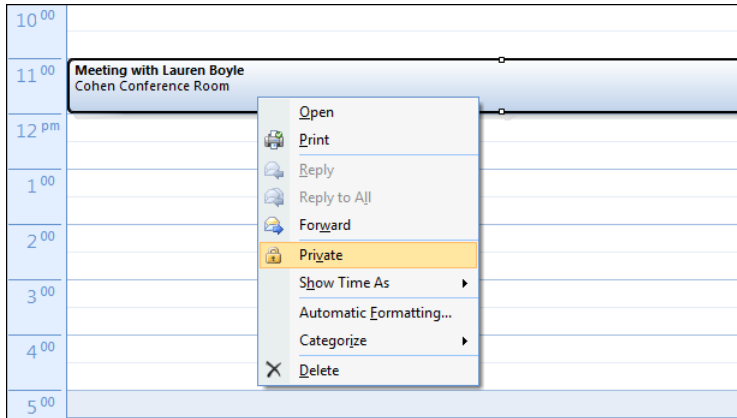 10 00
11 00
Meeting with Lauren Boyle
Cohen Conference Room
Open
12 pm
Print
Reply
1 00
Reply to All
Forward
2 00
Private
Show Time As
3 00
Automatic Formatting...
Categorize
4 00
Delete
5 00